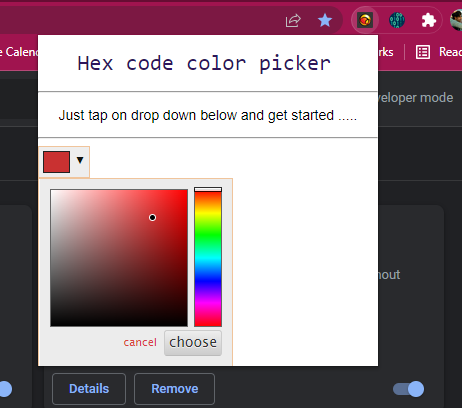 e Calend
rks
Read
Hex code color picker
veloper mode
Just tap on drop down below and get started .....
hout
cancel
choose
Details
Remove